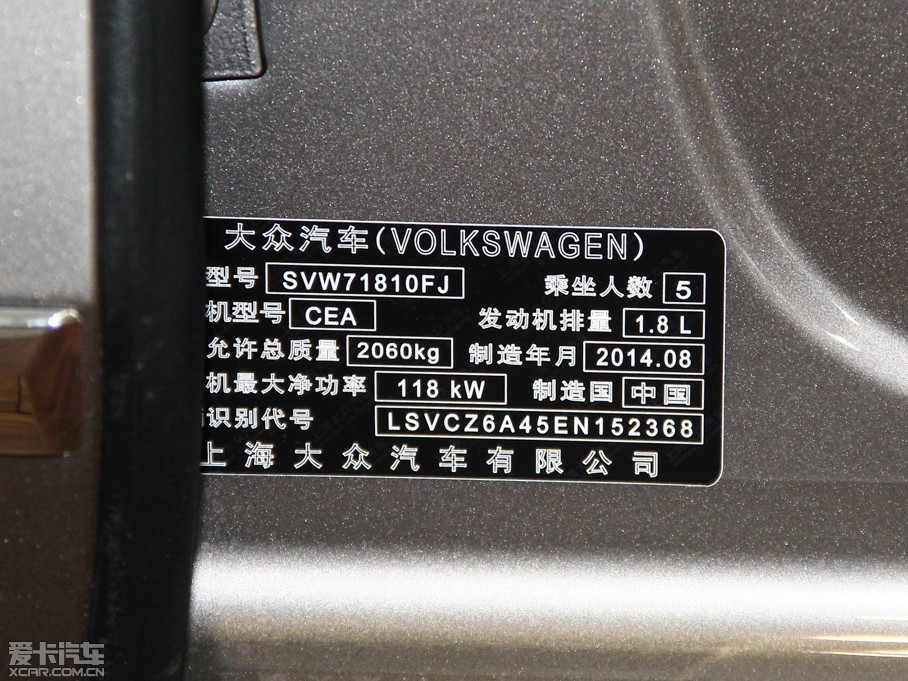 大众汽车(VOLKSWAGEN)
型号 SVW71810FJ 乘坐人数 5
机型号 CEA 发动机排量 1.8 L
允许总质量 2060kg 制造年月 2014.08
机最大净功率 118 kW 制造国 中国
识别代号 LSVCZ6A45EN152368
上海大众汽车有限公司
爱卡汽车
XCAR.COM.CN